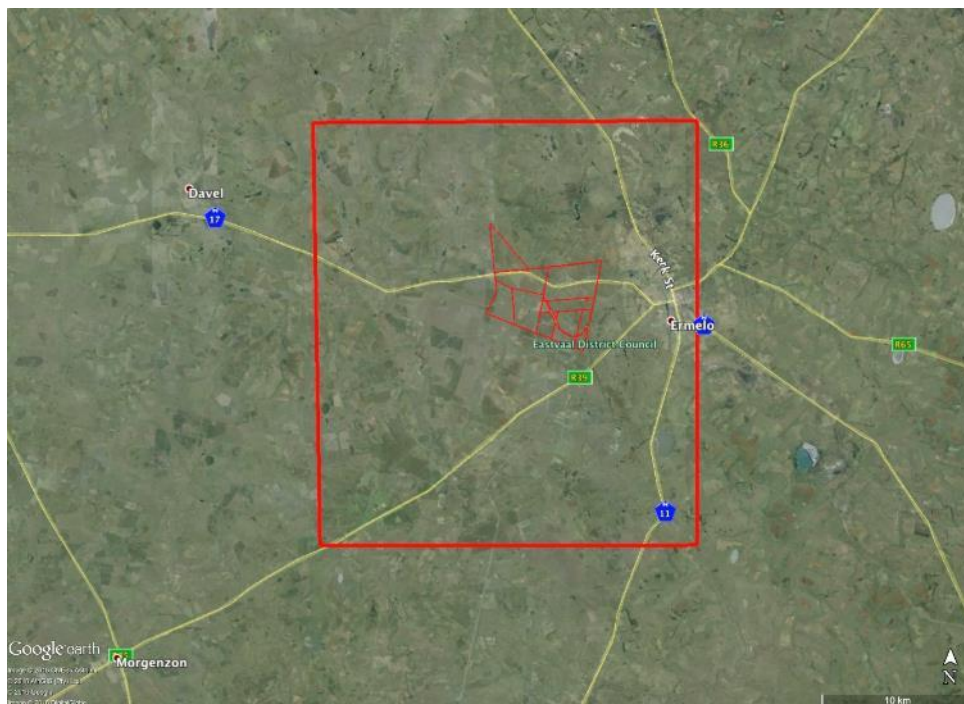 R36
Davel
17
Kerk St
Ermelo
R65
Eastvaal District Council
R39
11
Google earth
Morgenzon
N
10 km